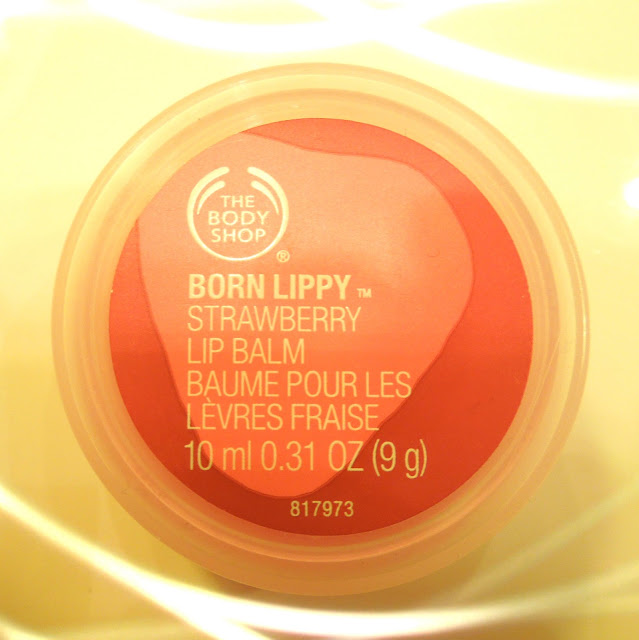 THE
BODY
SHOP
®
BORN LIPPY™
STRAWBERRY
LIP BALM
BAUME POUR LES
LÈVRES FRAISE
10 ml 0.31 OZ (9 g)
817973